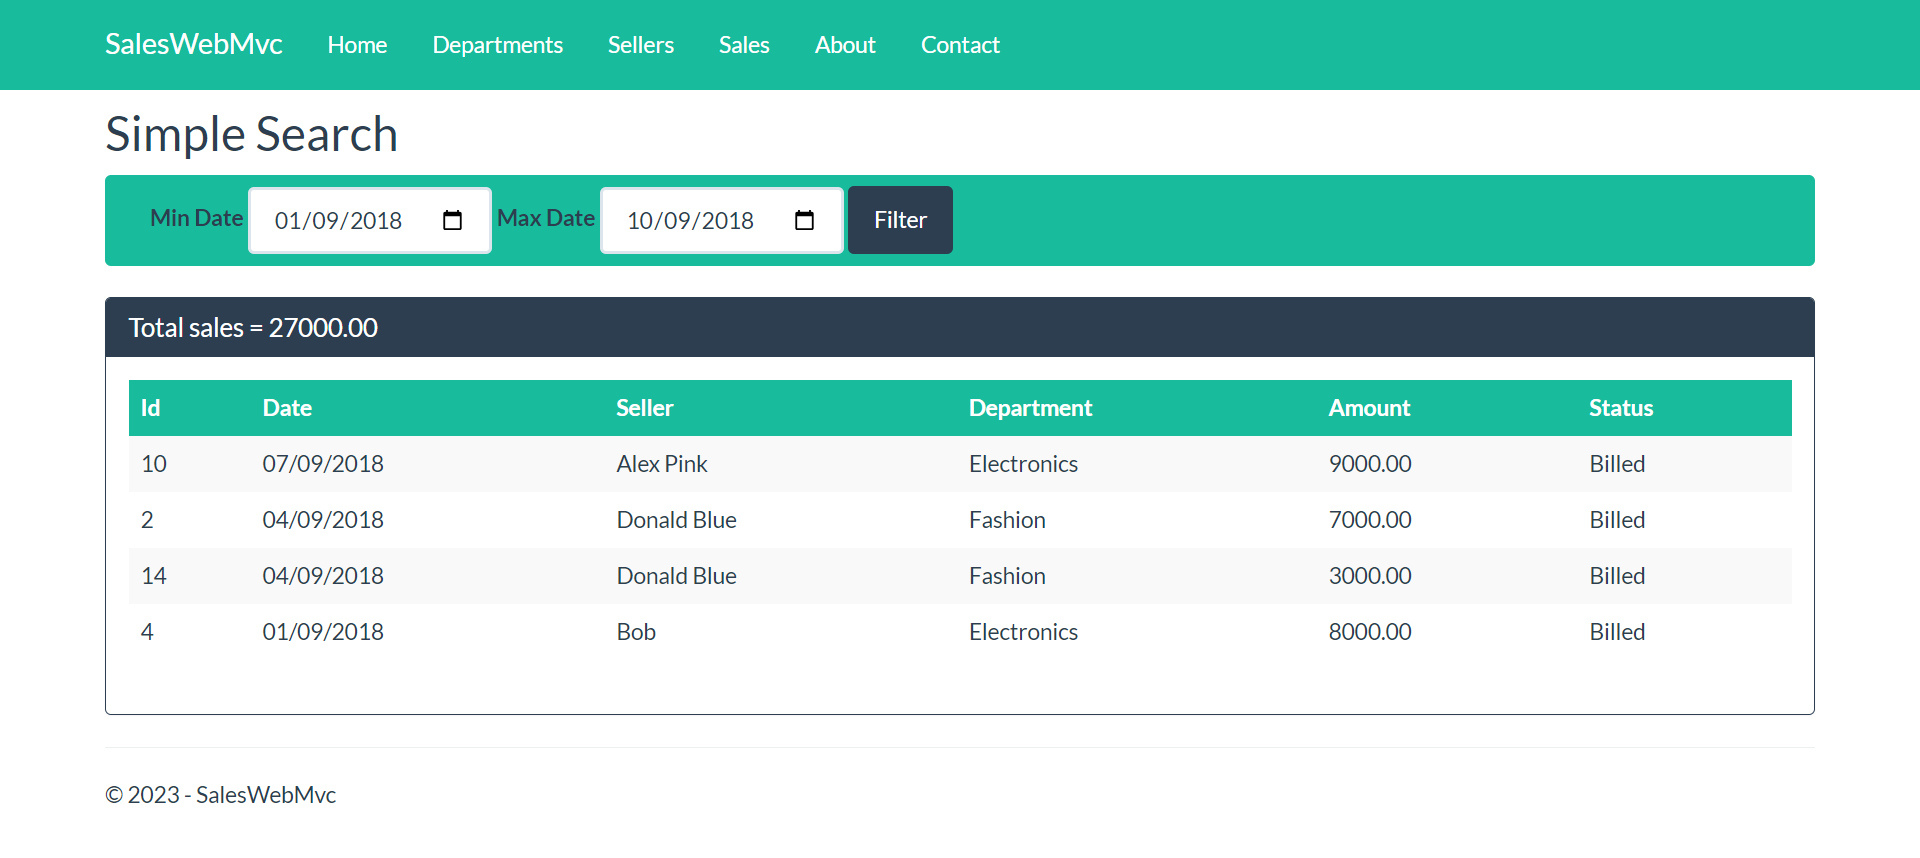 SalesWebMvc Home Departments Sellers Sales About Contact
Simple Search
Min Date 01/09/2018 Max Date 10/09/2018 Filter
Total sales = 27000.00
Id Date Seller Department Amount Status
10 07/09/2018 Alex Pink Electronics 9000.00 Billed
2 04/09/2018 Donald Blue Fashion 7000.00 Billed
14 04/09/2018 Donald Blue Fashion 3000.00 Billed
4 01/09/2018 Bob Electronics 8000.00 Billed
© 2023 - SalesWebMvc